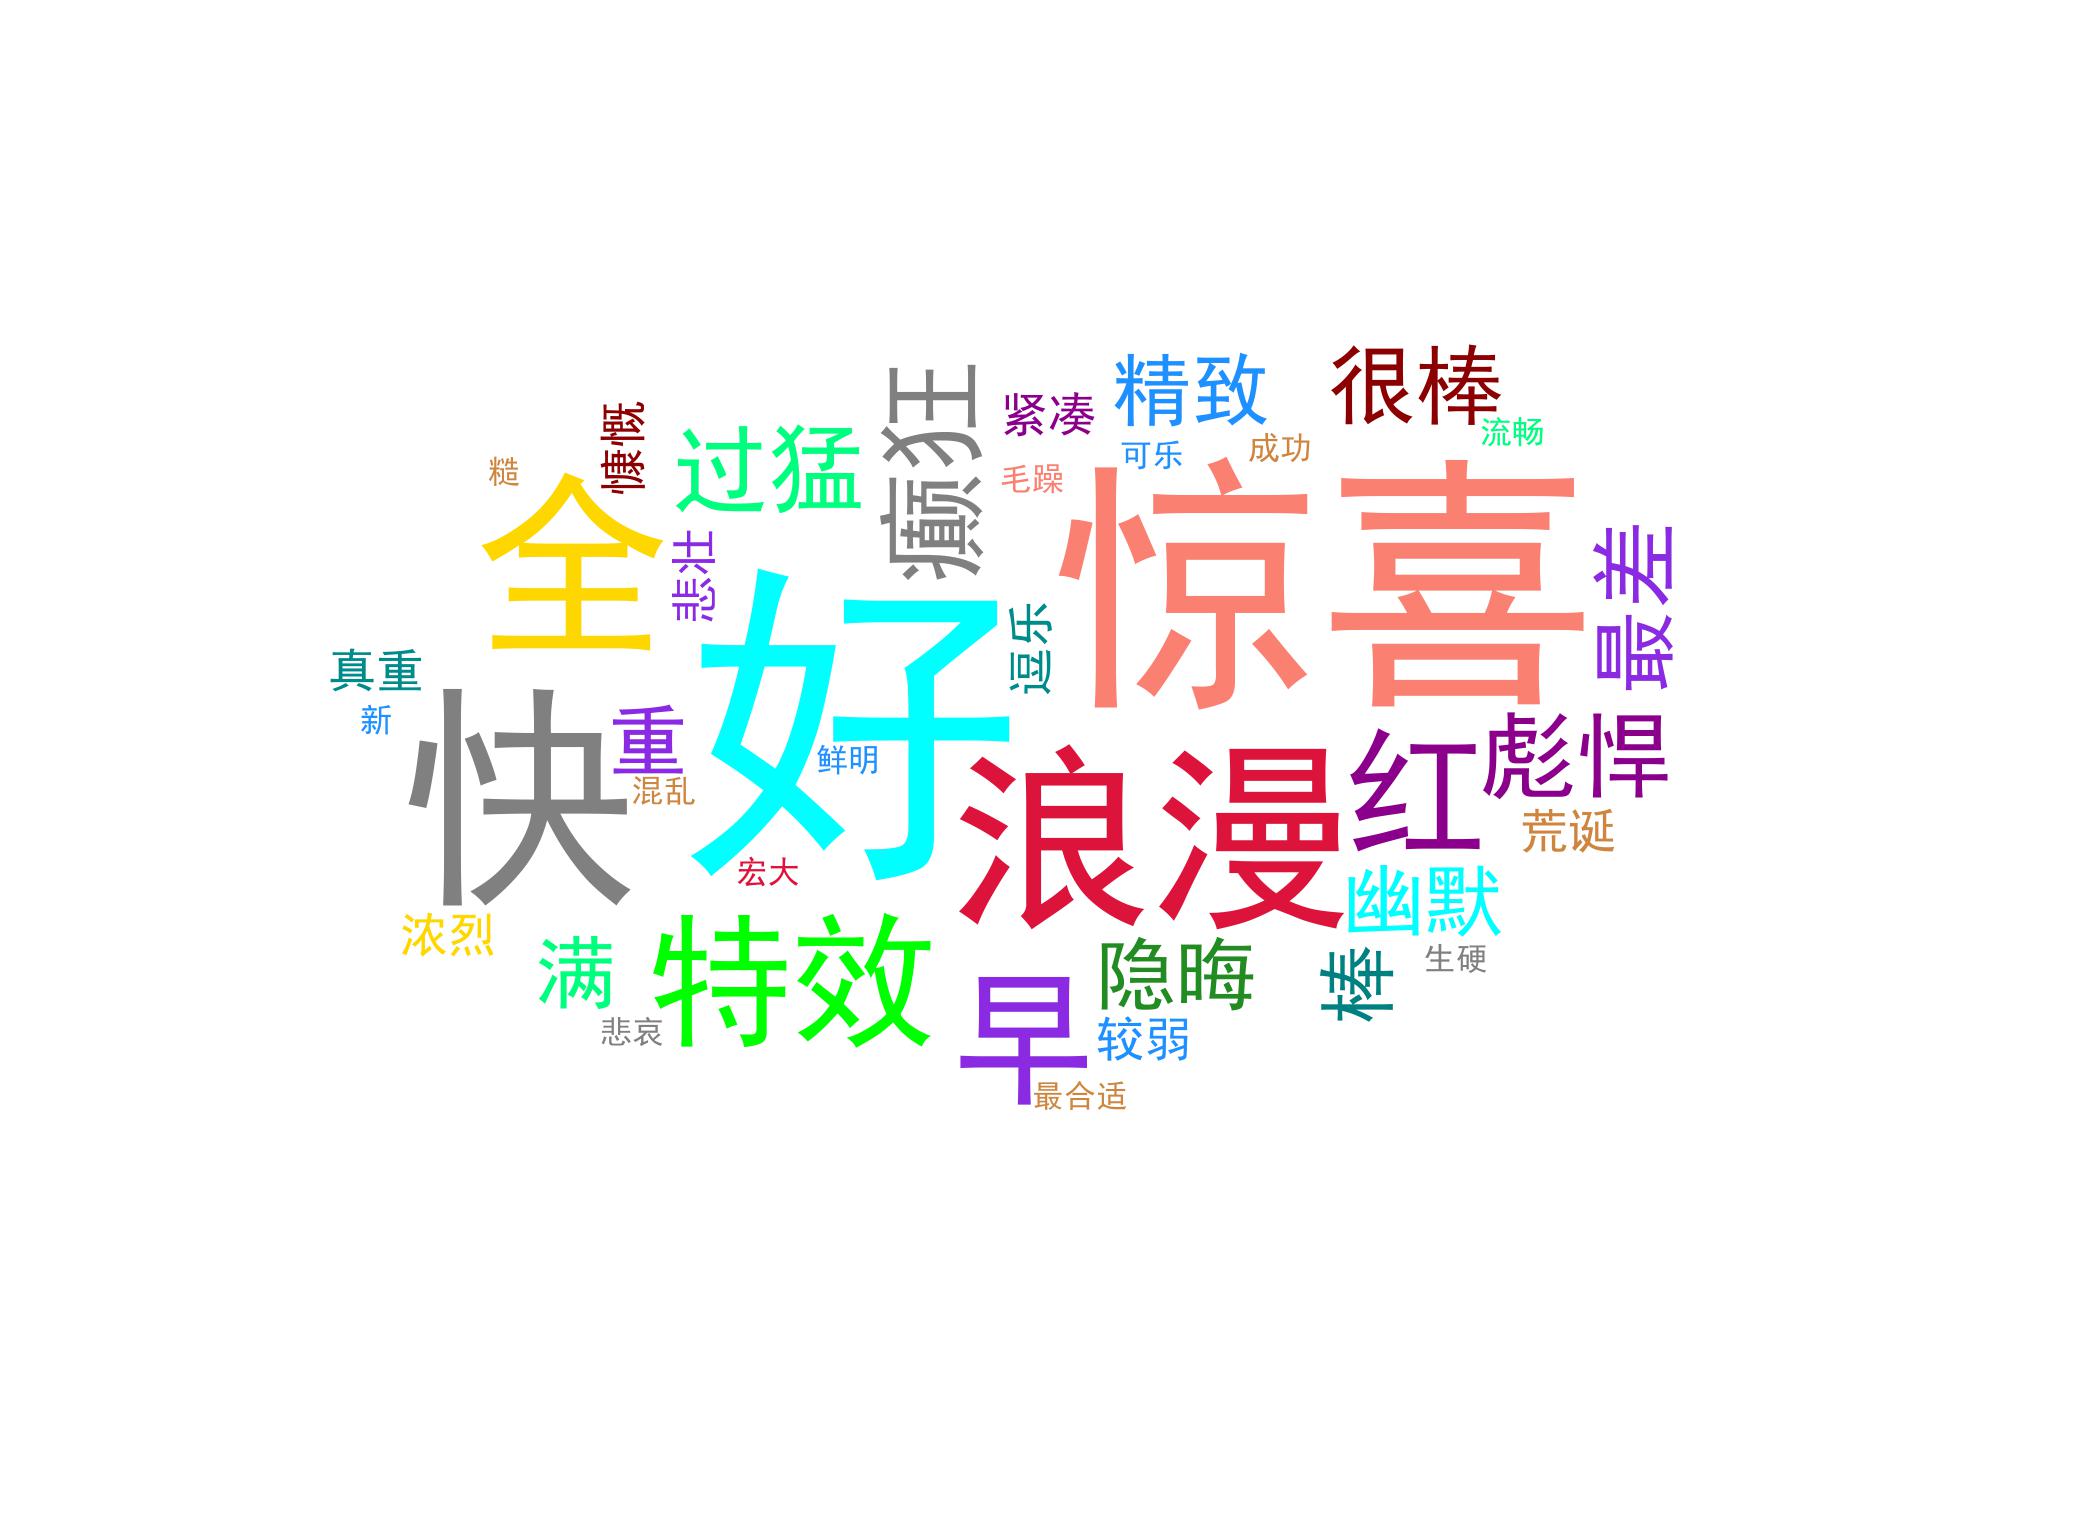 很棒
精致
癫狂
紧凑
慷慨
流畅
过猛
可乐
成功
糙
毛躁
惊喜
全
最差
悲壮
好
逗乐
真重
新
快
重
鲜明
混乱
浪漫
红
彪悍
荒诞
宏大
幽默
浓烈
满
特效
隐晦
棒
生硬
早
悲哀
较弱
最合适